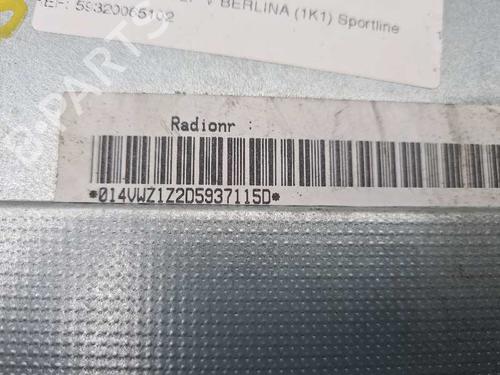 V BERLINA (1K1) Sportline
REF: 59320065102
B-PARTS
Radionr :
*014VWZ1Z2D5937115D*